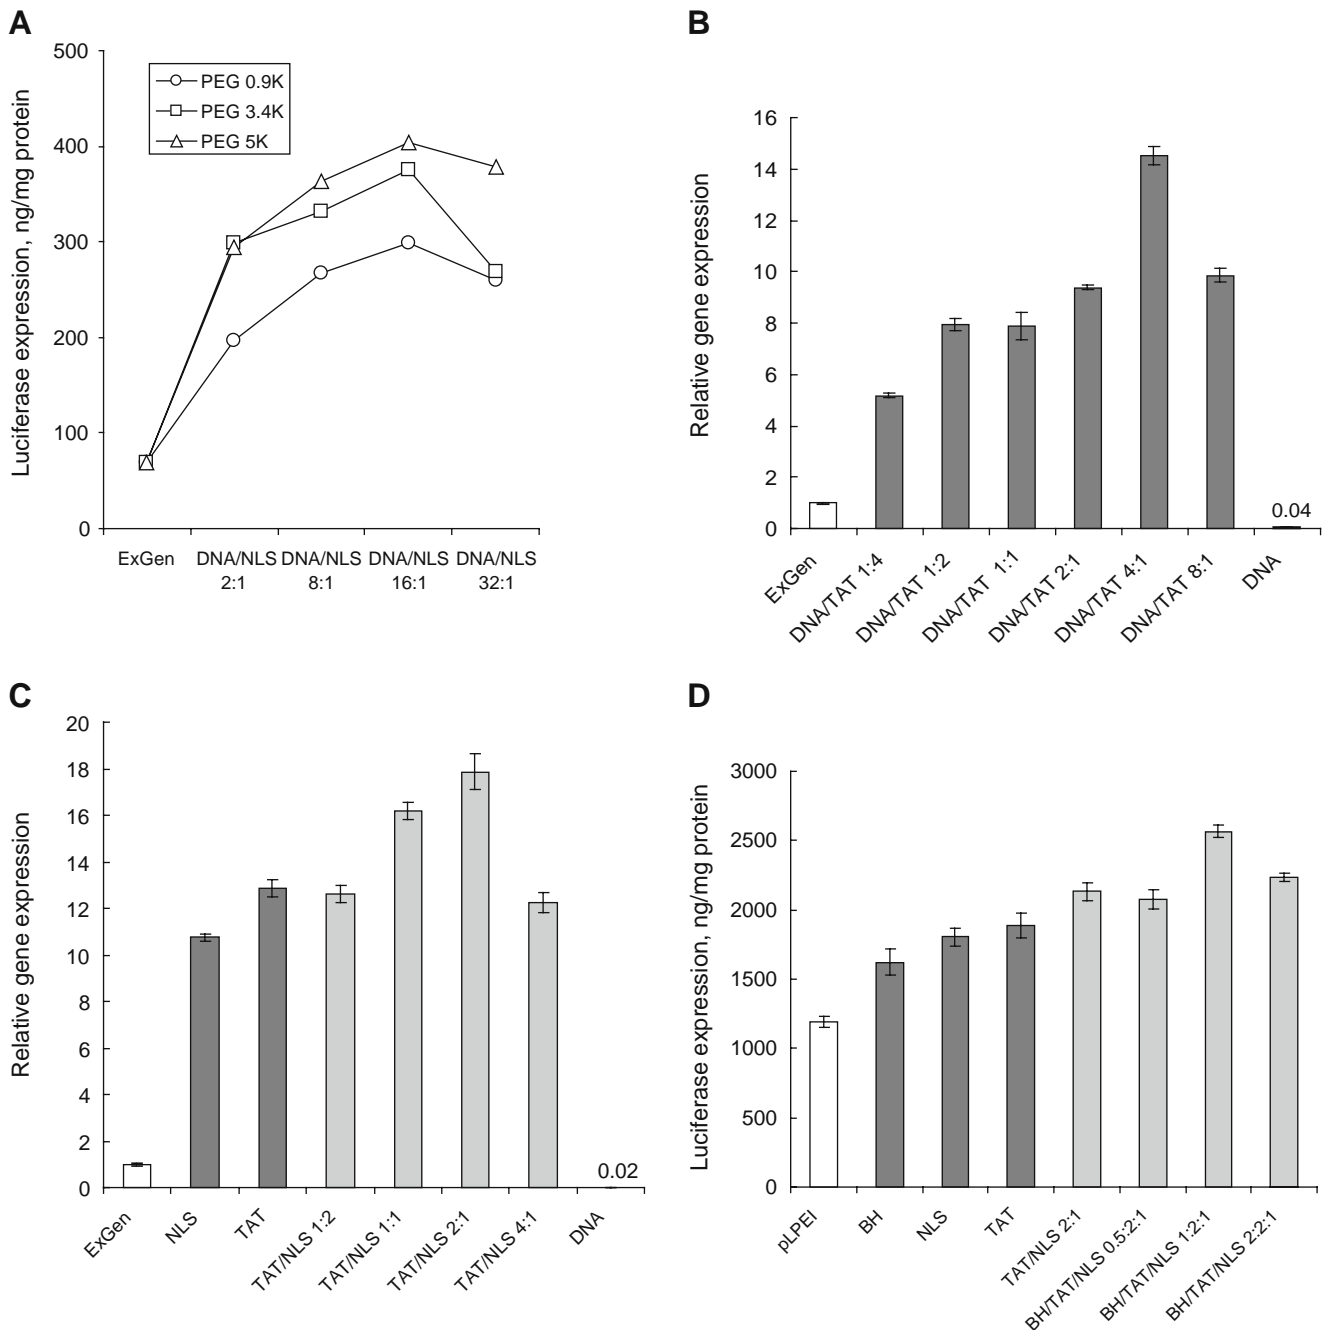 A
500
400
300
200
100
0
Luciferase expression, ng/mg protein
PEG 0.9K
PEG 3.4K
PEG 5K
ExGen
DNA/NLS 2:1
DNA/NLS 8:1
DNA/NLS 16:1
DNA/NLS 32:1
B
16
14
12
10
8
6
4
2
0
Relative gene expression
0.04
ExGen
DNA/TAT 1:4
DNA/TAT 1:2
DNA/TAT 1:1
DNA/TAT 2:1
DNA/TAT 4:1
DNA/TAT 8:1
DNA
C
20
18
16
14
12
10
8
6
4
2
0
Relative gene expression
0.02
ExGen
NLS
TAT
TAT/NLS 1:2
TAT/NLS 1:1
TAT/NLS 2:1
TAT/NLS 4:1
DNA
D
3000
2500
2000
1500
1000
500
0
Luciferase expression, ng/mg protein
pLPEI
BH
NLS
TAT
TAT/NLS 2:1
BH/TAT/NLS 0.5:2:1
BH/TAT/NLS 1:2:1
BH/TAT/NLS 2:2:1